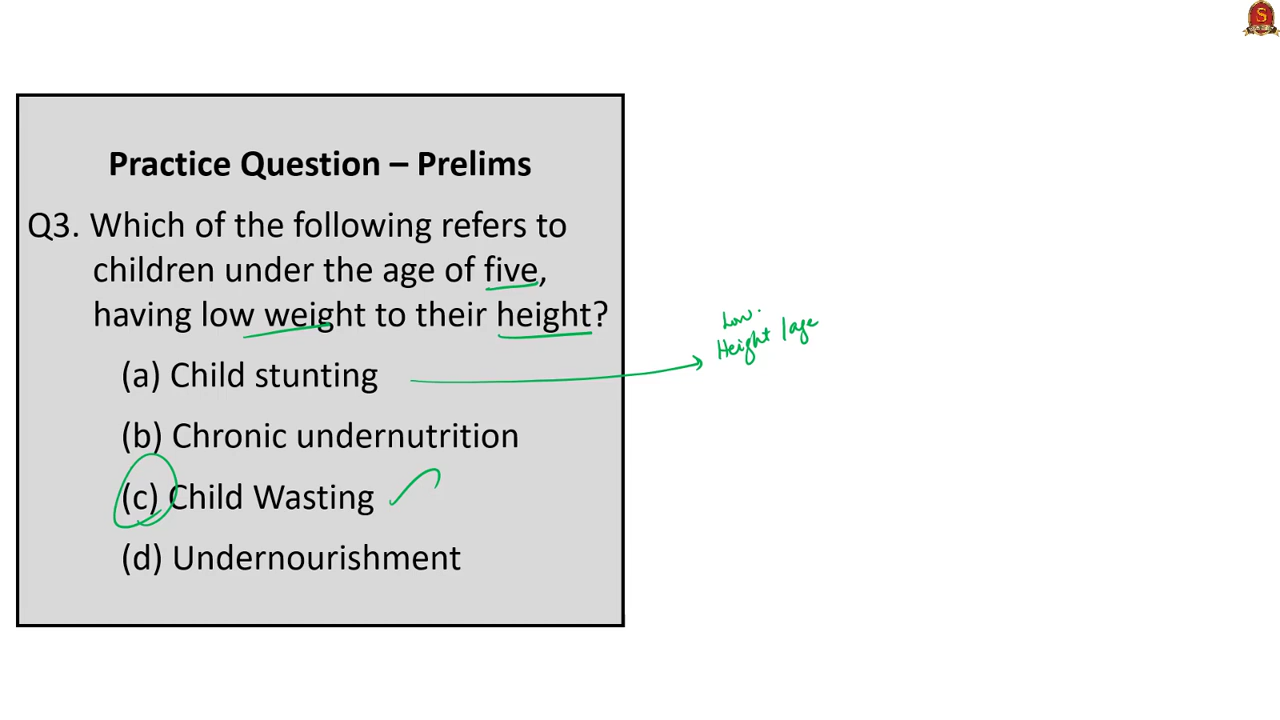 Practice Question – Prelims
Q3. Which of the following refers to
children under the age of five,
having low weight to their height?
(a) Child stunting
(b) Chronic undernutrition
(c) Child Wasting
(d) Undernourishment
Low.
Height/age
S